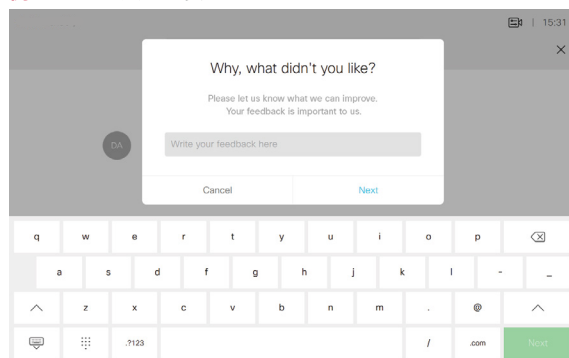 15:31
Why, what didn't you like?
Please let us know what we can improve.
Your feedback is important to us.
DA
Write your feedback here
Cancel Next
q w e r t y u i o p
a s d f g h j k l - _
z x c v b n m . @
.?123 / .com Next